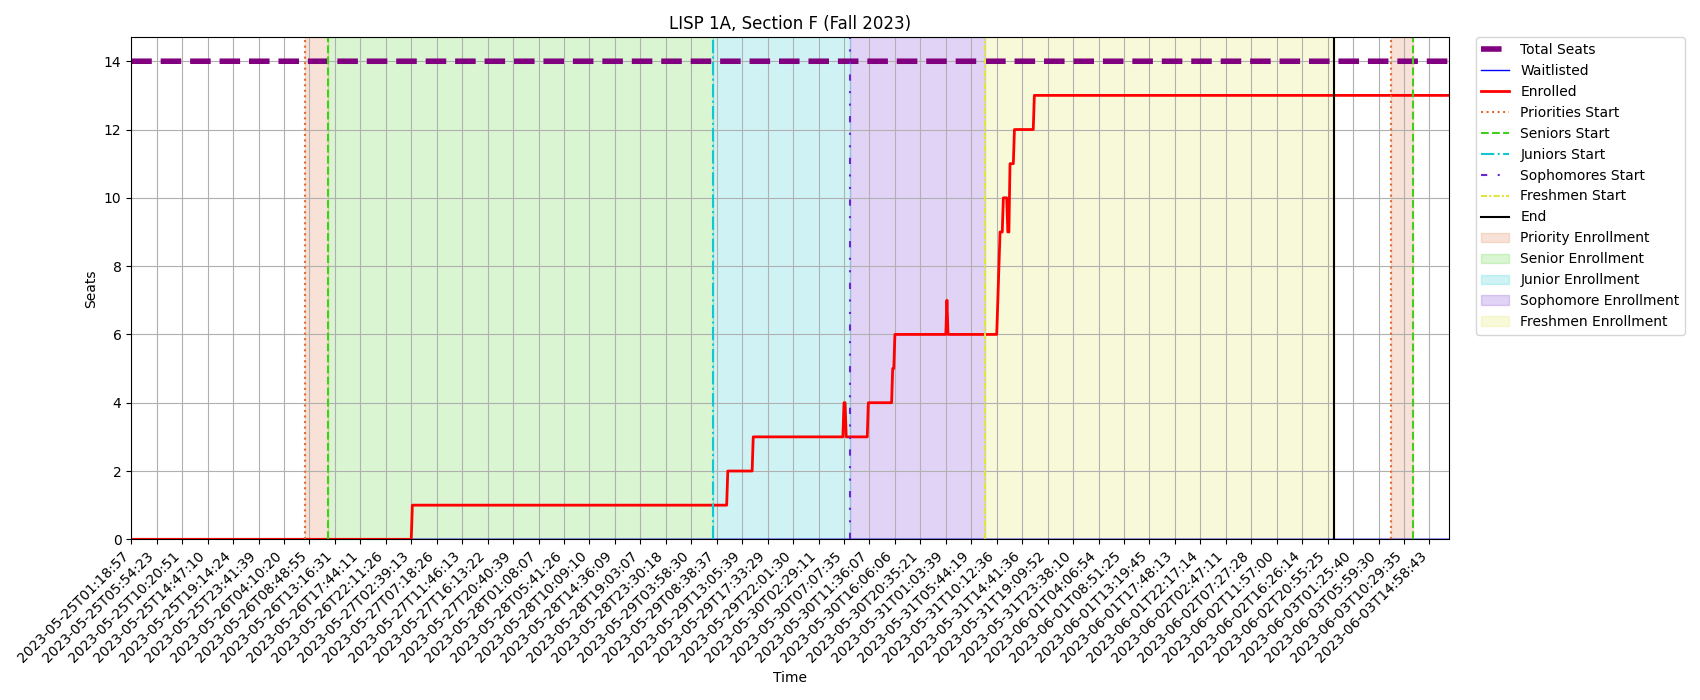 LISP 1A, Section F (Fall 2023)
Seats
14
12
10
8
6
4
2
0
2023-05-25T01:18:57
2023-05-25T05:54:23
2023-05-25T10:20:51
2023-05-25T14:47:10
2023-05-25T19:14:24
2023-05-25T23:41:39
2023-05-26T04:10:20
2023-05-26T08:48:55
2023-05-26T13:16:31
2023-05-26T17:44:11
2023-05-26T22:11:26
2023-05-27T02:39:13
2023-05-27T07:18:26
2023-05-27T11:46:13
2023-05-27T16:13:22
2023-05-27T20:40:39
2023-05-28T01:08:07
2023-05-28T05:41:26
2023-05-28T10:09:10
2023-05-28T14:36:09
2023-05-28T19:03:07
2023-05-28T23:30:18
2023-05-29T03:58:30
2023-05-29T08:38:37
2023-05-29T13:05:39
2023-05-29T17:33:29
2023-05-29T22:01:30
2023-05-30T02:29:11
2023-05-30T07:07:35
2023-05-30T11:36:07
2023-05-30T16:06:06
2023-05-30T20:35:21
2023-05-31T01:03:39
2023-05-31T05:44:19
2023-05-31T10:12:36
2023-05-31T14:41:36
2023-05-31T19:09:52
2023-05-31T23:38:10
2023-06-01T04:06:54
2023-06-01T08:51:25
2023-06-01T13:19:45
2023-06-01T17:48:13
2023-06-01T22:17:14
2023-06-02T02:47:11
2023-06-02T07:27:28
2023-06-02T11:57:00
2023-06-02T16:26:14
2023-06-02T20:55:25
2023-06-03T01:25:40
2023-06-03T05:59:30
2023-06-03T10:29:35
2023-06-03T14:58:43
Time
Total Seats
Waitlisted
Enrolled
Priorities Start
Seniors Start
Juniors Start
Sophomores Start
Freshmen Start
End
Priority Enrollment
Senior Enrollment
Junior Enrollment
Sophomore Enrollment
Freshmen Enrollment